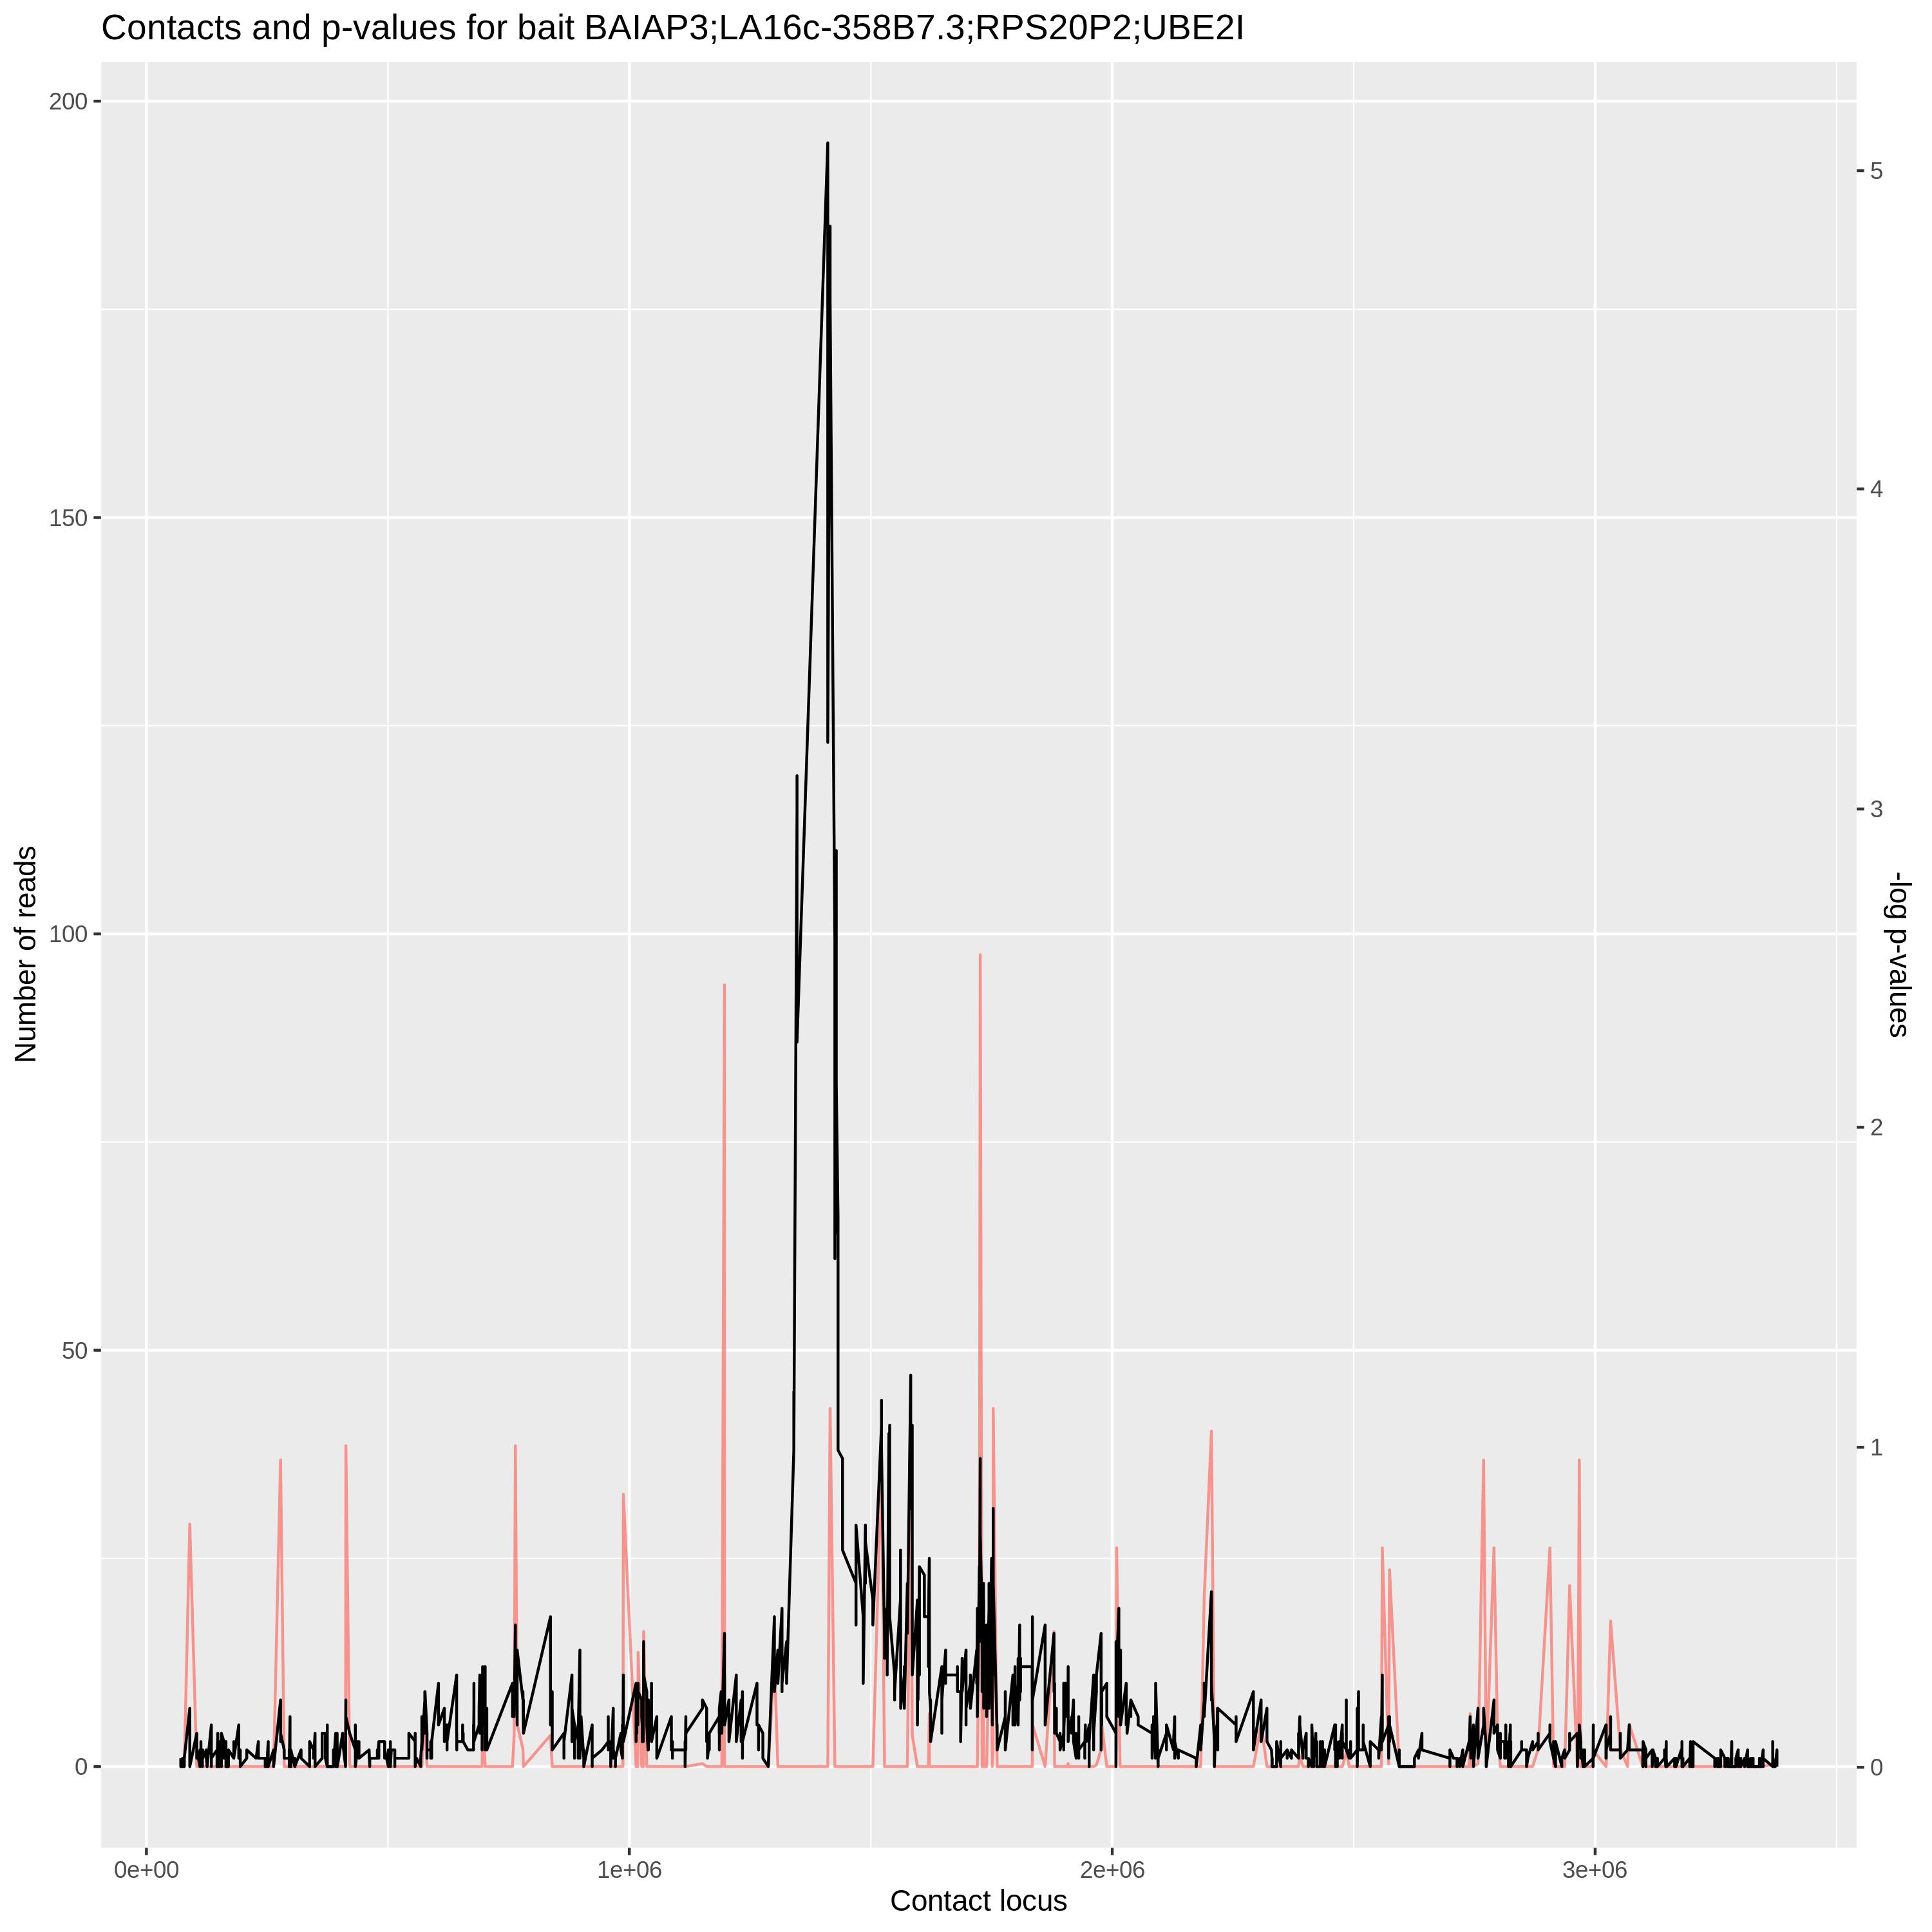 Contacts and p-values for bait BAIAP3;LA16c-358B7.3;RPS20P2;UBE2I
200
150
100
50
0
Number of reads
5
4
3
2
1
0
-log p-values
0e+00
1e+06
2e+06
3e+06
Contact locus